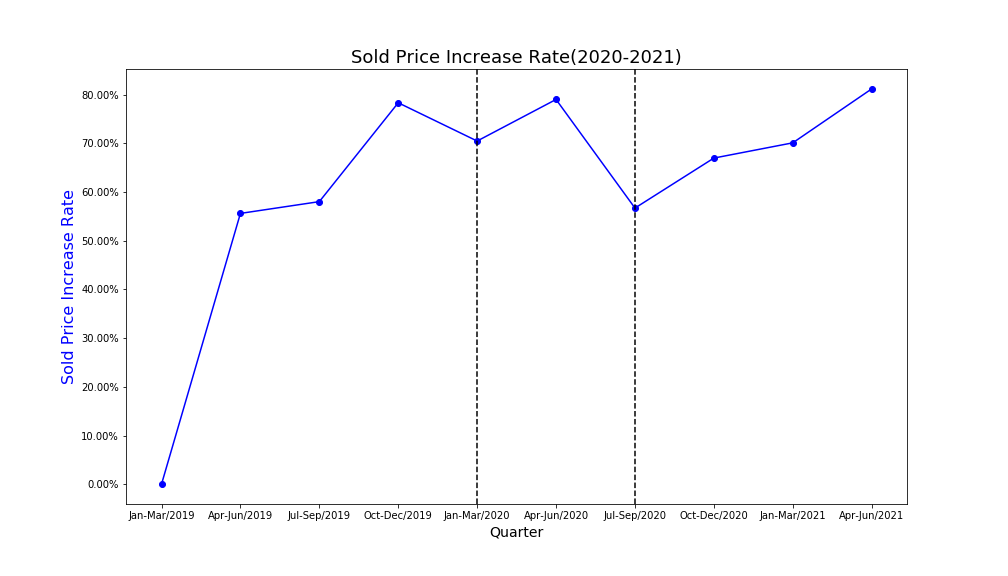 Sold Price Increase Rate(2020-2021)
Sold Price Increase Rate
80.00%
70.00%
60.00%
50.00%
40.00%
30.00%
20.00%
10.00%
0.00%
Jan-Mar/2019 Apr-Jun/2019 Jul-Sep/2019 Oct-Dec/2019 Jan-Mar/2020 Apr-Jun/2020 Jul-Sep/2020 Oct-Dec/2020 Jan-Mar/2021 Apr-Jun/2021
Quarter